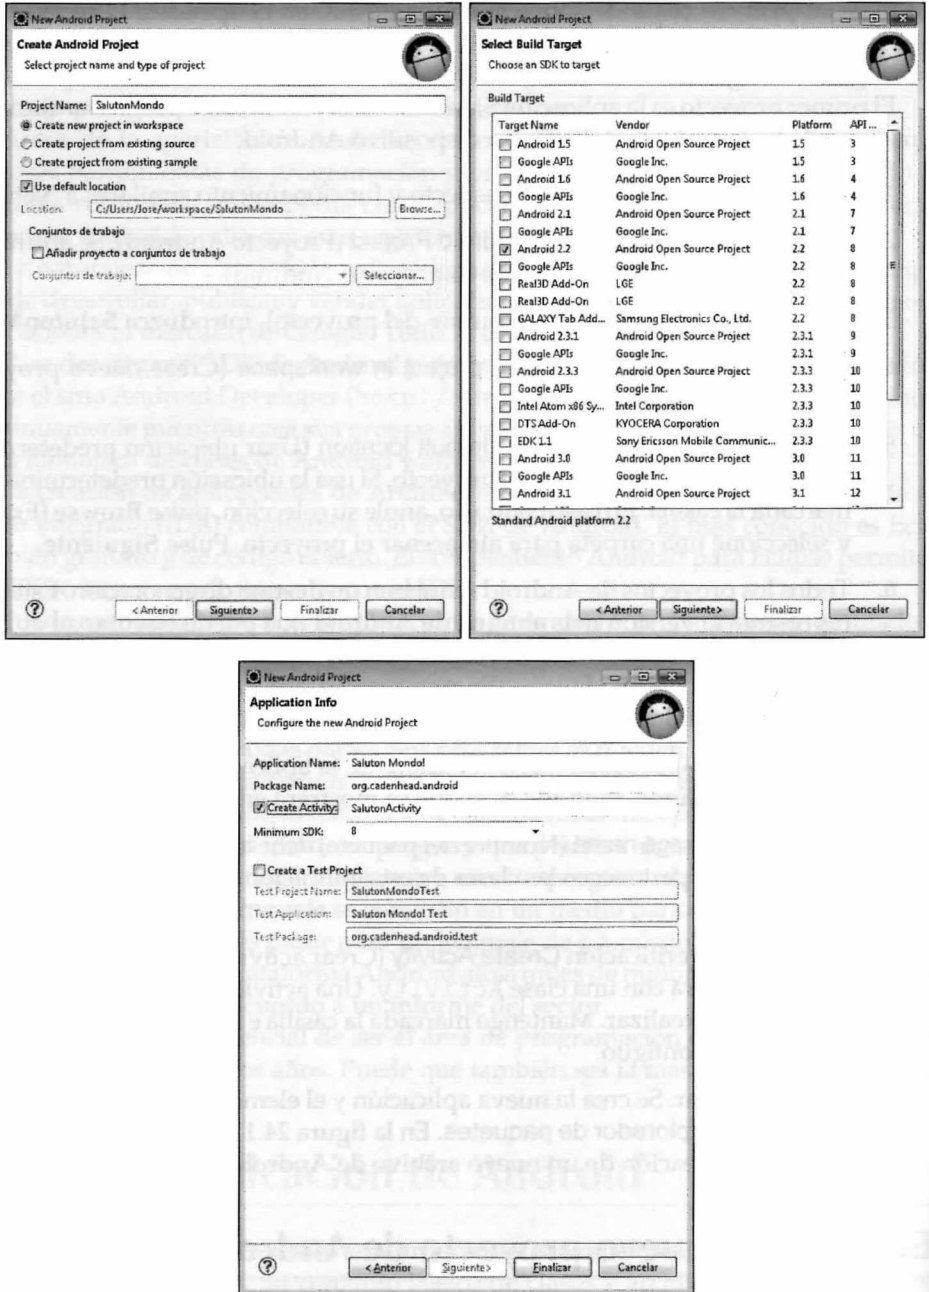 New Android Project
Create Android Project
Select project name and type of project
Project Name: SalutonMondo
Create new project in workspace
Create project from existing source
Create project from existing sample
Use default location
Location: C:/Users/Jose/workspace/SalutonMondo Browse...
Conjuntos de trabajo
Añadir proyecto a conjuntos de trabajo
Conjuntos de trabajo: Seleccionar...
< Anterior Siguiente> Finalizar Cancelar
New Android Project
Select Build Target
Choose an SDK to target
Build Target
Target Name Vendor Platform API ...
Android 1.5 Android Open Source Project 1.5 3
Google APIs Google Inc. 1.5 3
Android 1.6 Android Open Source Project 1.6 4
Google APIs Google Inc. 1.6 4
Android 2.1 Android Open Source Project 2.1 7
Google APIs Google Inc. 2.1 7
Android 2.2 Android Open Source Project 2.2 8
Google APIs Google Inc. 2.2 8
Real3D Add-On LGE 2.2 8
Real3D Add-On LGE 2.2 8
GALAXY Tab Add... Samsung Electronics Co., Ltd. 2.2 8
Android 2.3.1 Android Open Source Project 2.3.1 9
Google APIs Google Inc. 2.3.1 9
Android 2.3.3 Android Open Source Project 2.3.3 10
Google APIs Google Inc. 2.3.3 10
Intel Atom x86 Sy... Intel Corporation 2.3.3 10
DTS Add-On KYOCERA Corporation 2.3.3 10
EDK 1.1 Sony Ericsson Mobile Communic... 2.3.3 10
Android 3.0 Android Open Source Project 3.0 11
Google APIs Google Inc. 3.0 11
Android 3.1 Android Open Source Project 3.1 12
Standard Android platform 2.2
< Anterior Siguiente> Finalizar Cancelar
New Android Project
Application Info
Configure the new Android Project
Application Name: Saluton Mondo!
Package Name: org.cadenhead.android
Create Activity: SalutonActivity
Minimum SDK: 8
Create a Test Project
Test Project Name: SalutonMondoTest
Test Application: Saluton Mondo! Test
Test Package: org.cadenhead.android.test
< Anterior Siguiente> Finalizar Cancelar